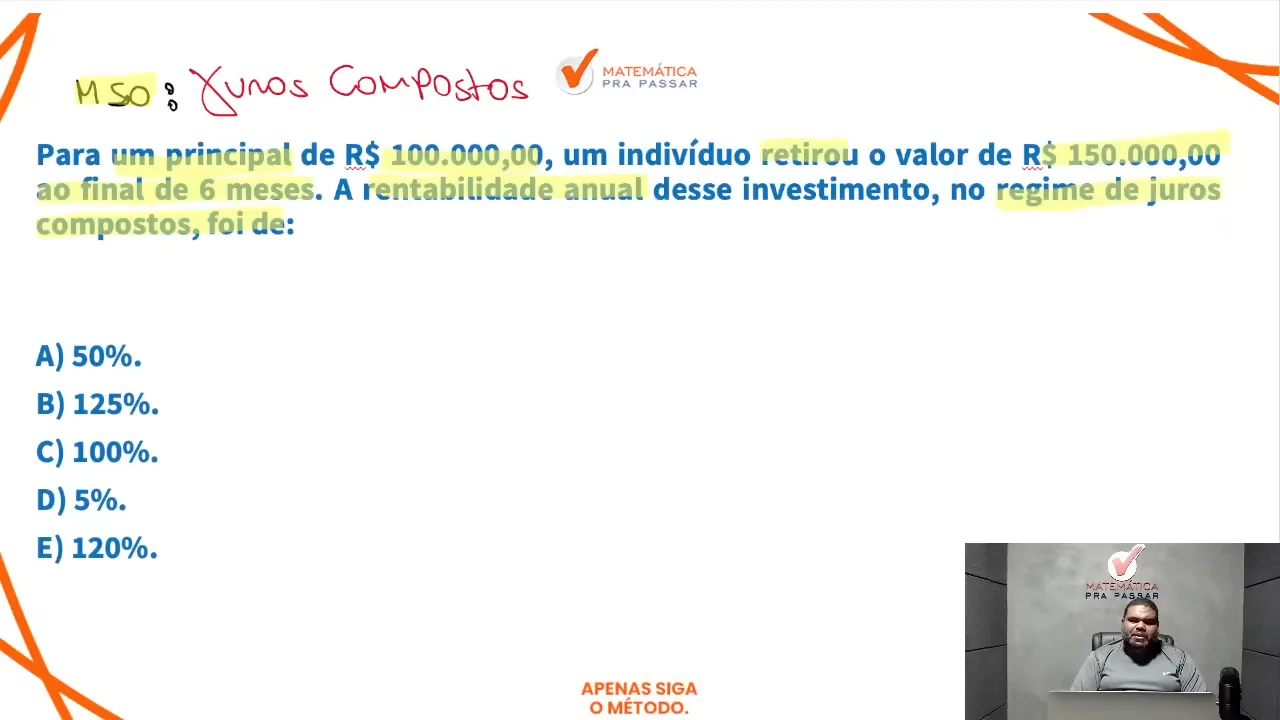 MSO: Juros Compostos
MATEMÁTICA
PRA PASSAR
Para um principal de R$ 100.000,00, um indivíduo retirou o valor de R$ 150.000,00
ao final de 6 meses. A rentabilidade anual desse investimento, no regime de juros
compostos, foi de:
A) 50%.
B) 125%.
C) 100%.
D) 5%.
E) 120%.
MATEMÁTICA
PRA PASSAR
APENAS SIGA
O MÉTODO.